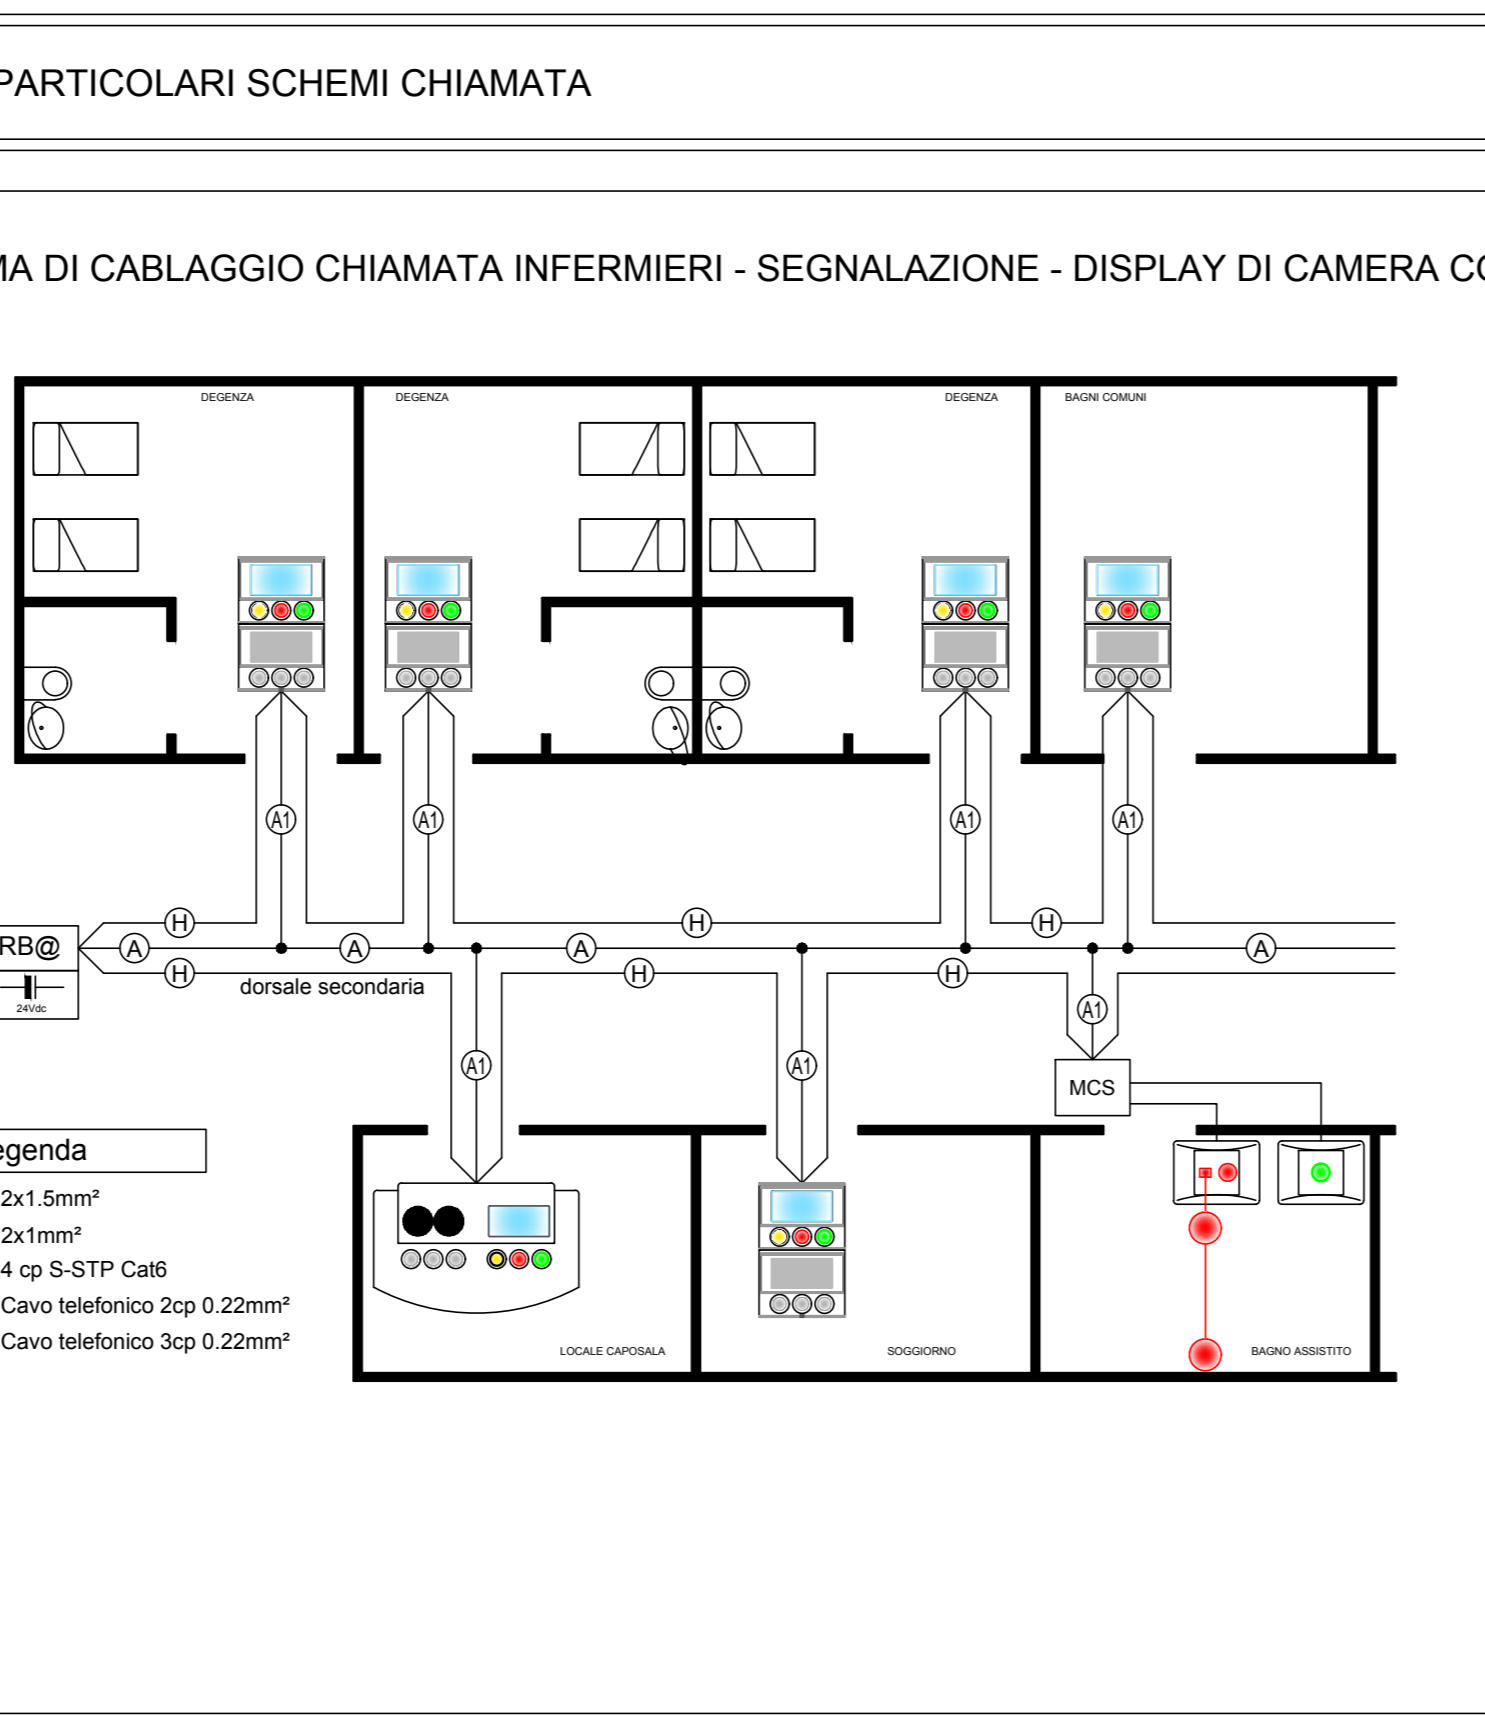 PARTICOLARI SCHEMI CHIAMATA
MA DI CABLAGGIO CHIAMATA INFERMIERI - SEGNALAZIONE - DISPLAY DI CAMERA CO
DEGENZA DEGENZA DEGENZA BAGNI COMUNI
A1 A1 A1 A1
H H H
RB@ A A A A
H H H
24Vdc
dorsale secondaria
A1
A1 A1
MCS
egenda
2x1.5mm²
2x1mm²
4 cp S-STP Cat6
Cavo telefonico 2cp 0.22mm²
Cavo telefonico 3cp 0.22mm²
LOCALE CAPOSALA SOGGIORNO BAGNO ASSISTITO